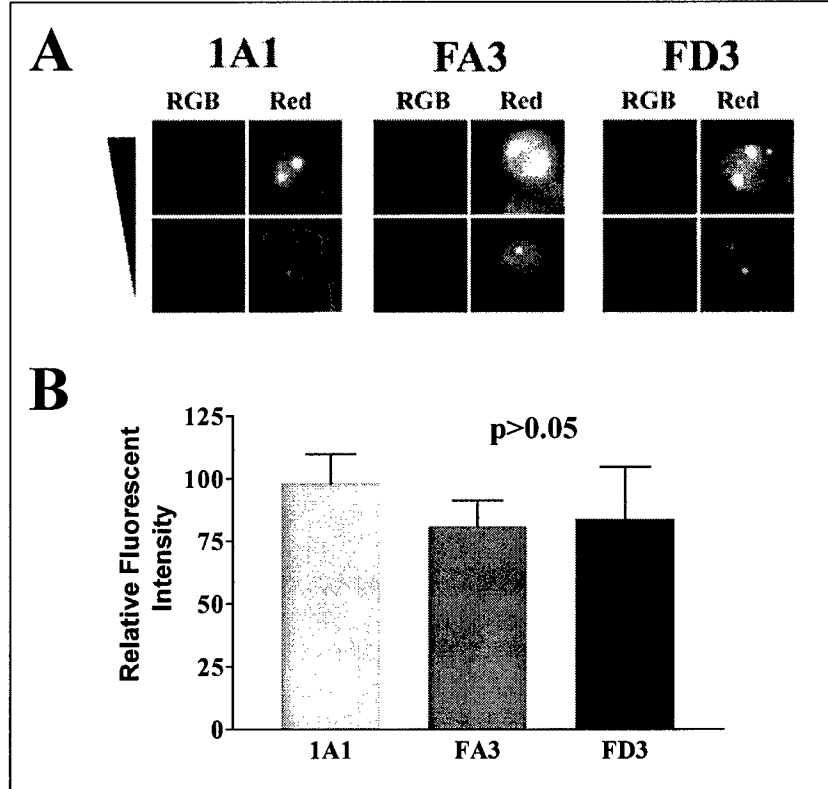 A
1A1 FA3 FD3
RGB Red RGB Red RGB Red
B
Relative Fluorescent
Intensity
125
100
75
50
25
0
p>0.05
1A1 FA3 FD3